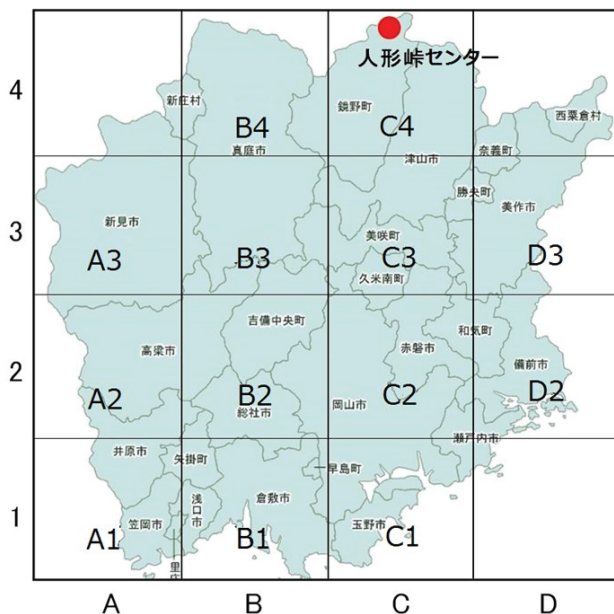 人形峠センター
4
新庄村
鏡野町
西粟倉村
B4
C4
真庭市
津山市
奈義町
勝央町
美作市
3
新見市
美咲町
A3
B3
C3
D3
久米南町
吉備中央町
和気町
高梁市
赤磐市
備前市
2
A2
B2
C2
D2
総社市
岡山市
瀬戸内市
井原市
矢掛町
早島町
浅口市
倉敷市
1
笠岡市
玉野市
A1
B1
C1
里庄
A
B
C
D